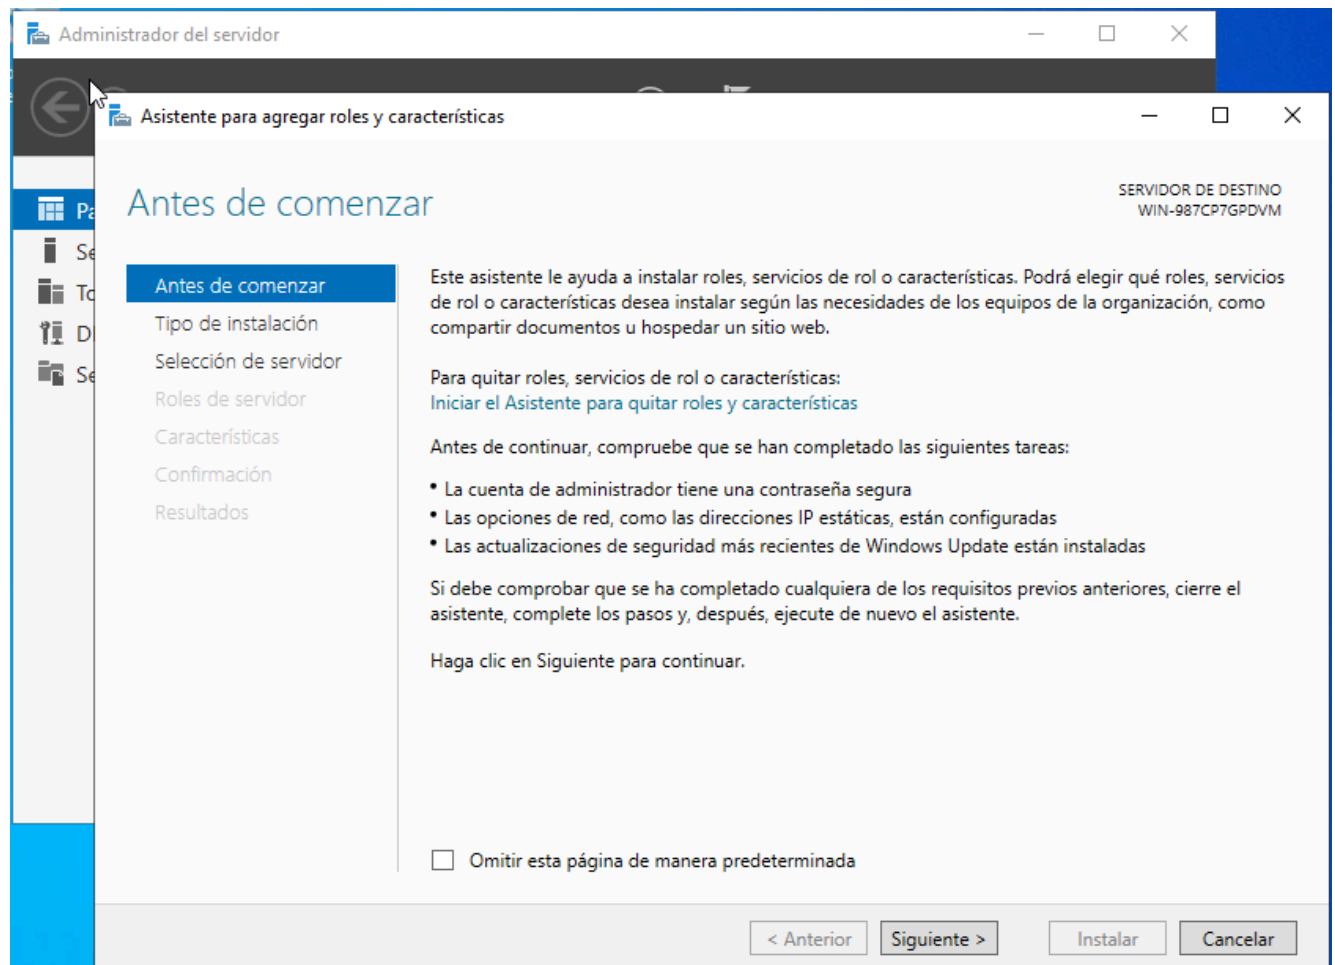 Administrador del servidor
Asistente para agregar roles y características
Antes de comenzar
SERVIDOR DE DESTINO
WIN-987CP7GPDVM
Antes de comenzar
Tipo de instalación
Selección de servidor
Roles de servidor
Características
Confirmación
Resultados
Este asistente le ayuda a instalar roles, servicios de rol o características. Podrá elegir qué roles, servicios
de rol o características desea instalar según las necesidades de los equipos de la organización, como
compartir documentos u hospedar un sitio web.
Para quitar roles, servicios de rol o características:
Iniciar el Asistente para quitar roles y características
Antes de continuar, compruebe que se han completado las siguientes tareas:
• La cuenta de administrador tiene una contraseña segura
• Las opciones de red, como las direcciones IP estáticas, están configuradas
• Las actualizaciones de seguridad más recientes de Windows Update están instaladas
Si debe comprobar que se ha completado cualquiera de los requisitos previos anteriores, cierre el
asistente, complete los pasos y, después, ejecute de nuevo el asistente.
Haga clic en Siguiente para continuar.
Omitir esta página de manera predeterminada
< Anterior
Siguiente >
Instalar
Cancelar